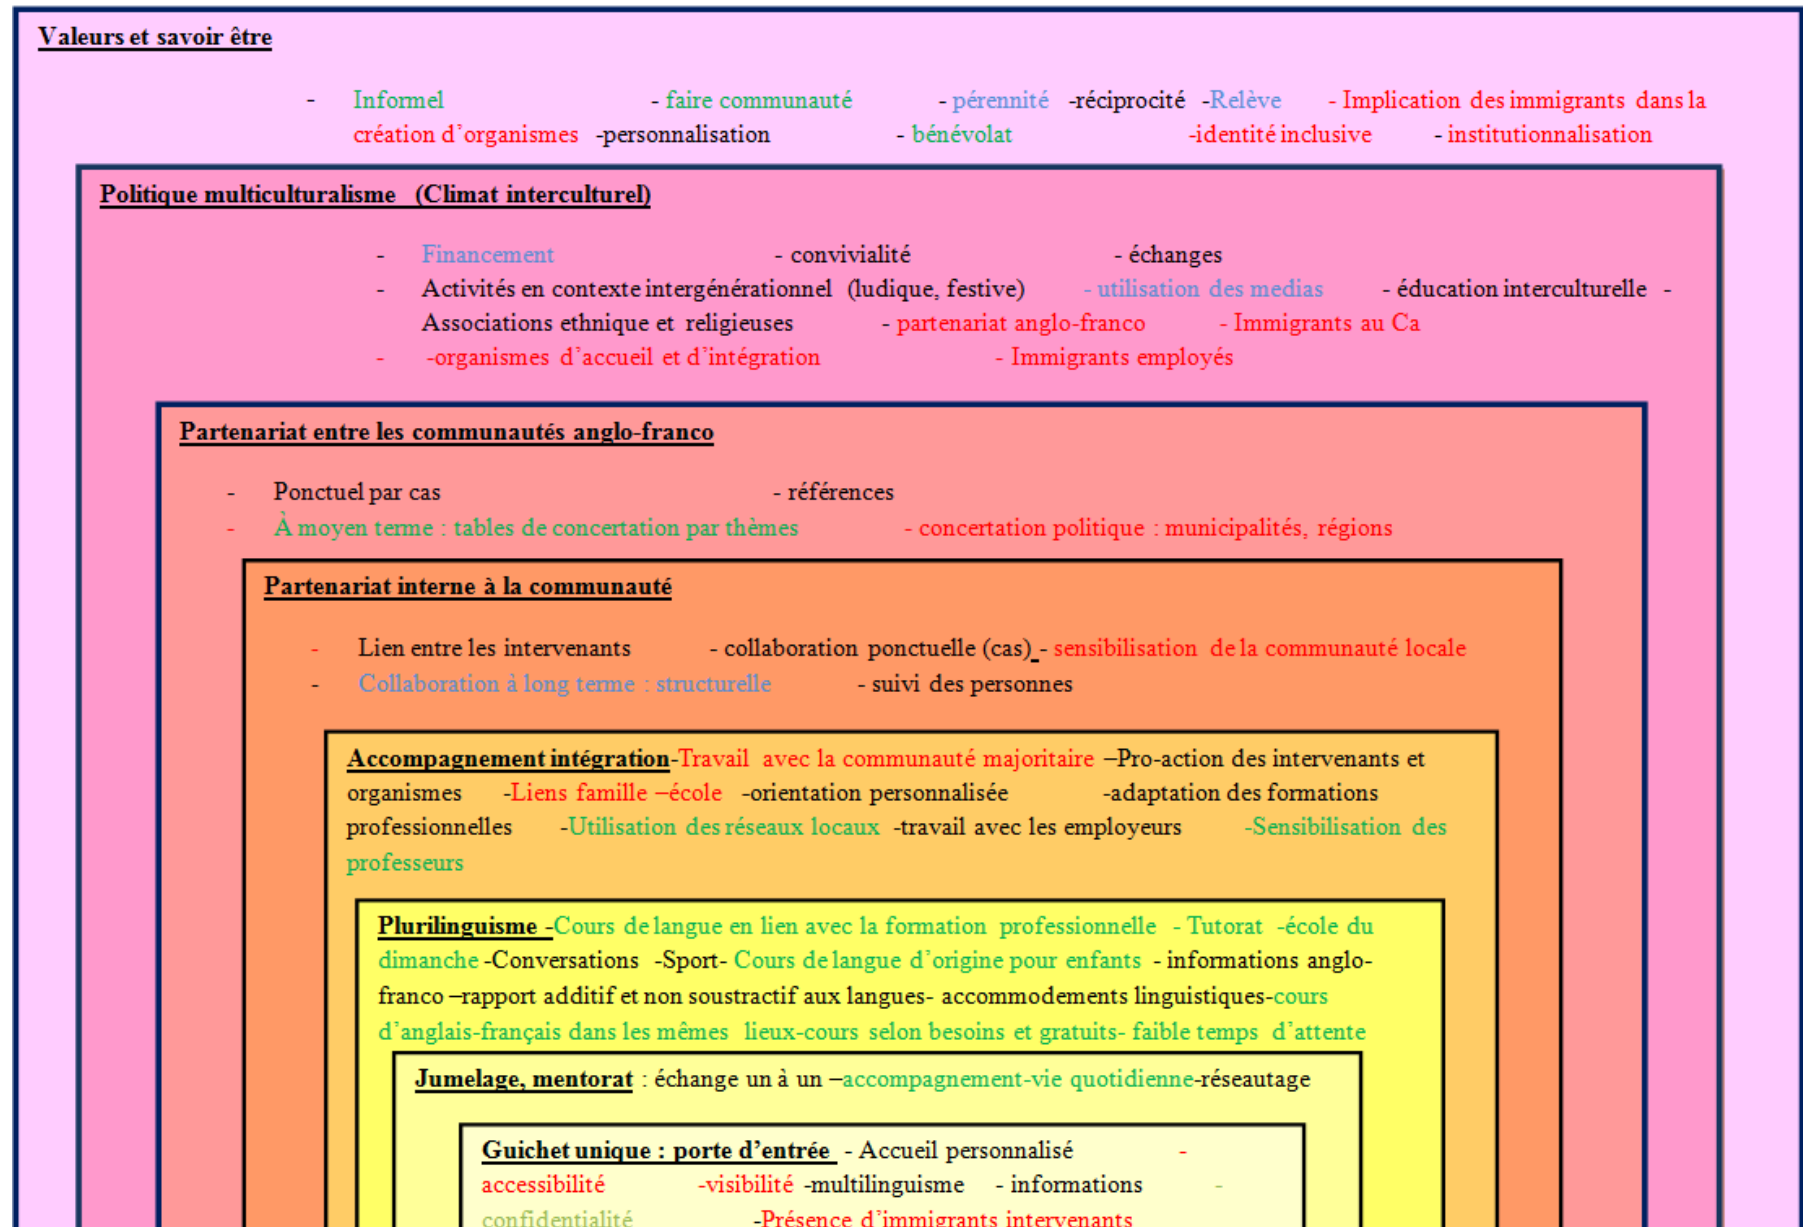 Valeurs et savoir être
- Informel - faire communauté - pérennité -réciprocité -Relève - Implication des immigrants dans la
création d'organismes -personnalisation - bénévolat -identité inclusive - institutionnalisation
Politique multiculturalisme (Climat interculturel)
- Financement - convivialité - échanges
- Activités en contexte intergénérationnel (ludique, festive) - utilisation des medias - éducation interculturelle -
Associations ethnique et religieuses - partenariat anglo-franco - Immigrants au Ca
- -organismes d'accueil et d'intégration - Immigrants employés
Partenariat entre les communautés anglo-franco
- Ponctuel par cas - références
- À moyen terme : tables de concertation par thèmes - concertation politique : municipalités, régions
Partenariat interne à la communauté
- Lien entre les intervenants - collaboration ponctuelle (cas) - sensibilisation de la communauté locale
- Collaboration à long terme : structurelle - suivi des personnes
Accompagnement intégration-Travail avec la communauté majoritaire –Pro-action des intervenants et
organismes -Liens famille –école -orientation personnalisée -adaptation des formations
professionnelles -Utilisation des réseaux locaux -travail avec les employeurs -Sensibilisation des
professeurs
Plurilinguisme -Cours de langue en lien avec la formation professionnelle - Tutorat -école du
dimanche -Conversations -Sport- Cours de langue d'origine pour enfants - informations anglo-
franco –rapport additif et non soustractif aux langues- accommodements linguistiques-cours
d'anglais-français dans les mêmes lieux-cours selon besoins et gratuits- faible temps d'attente
Jumelage, mentorat : échange un à un –accompagnement-vie quotidienne-réseautage
Guichet unique : porte d'entrée - Accueil personnalisé -
accessibilité -visibilité -multilinguisme - informations -
confidentialité -Présence d'immigrants intervenants